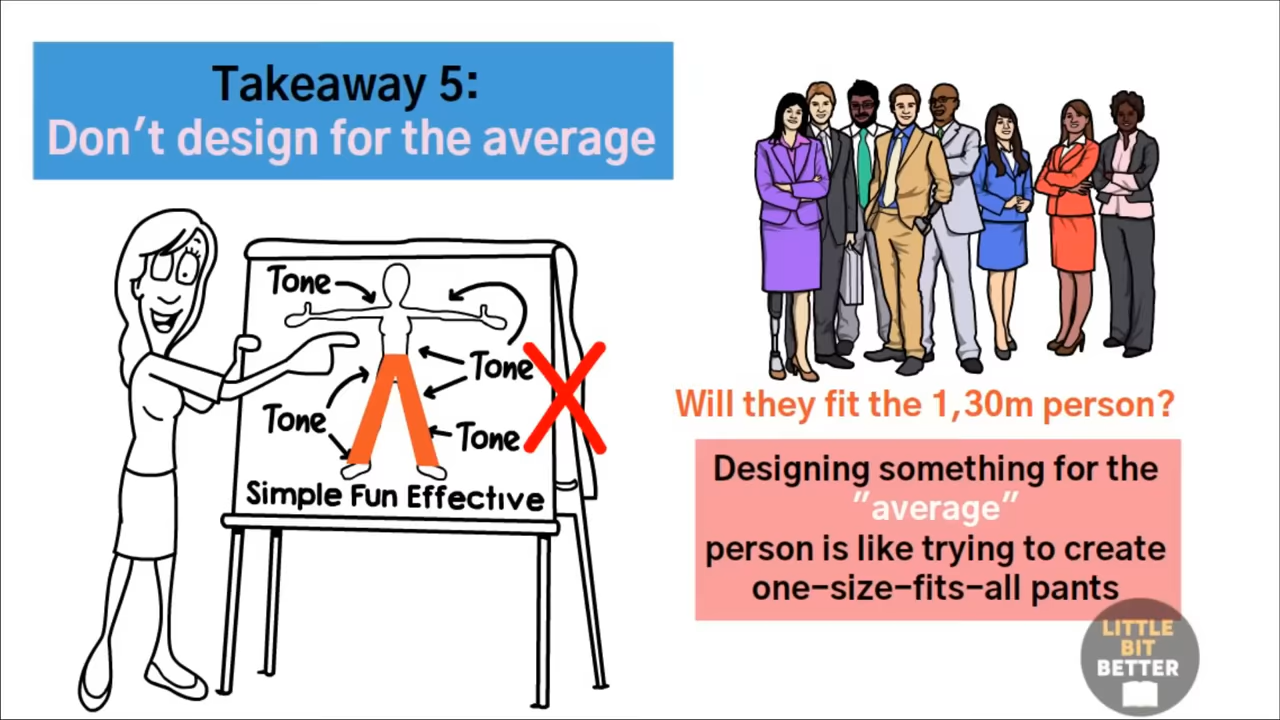 Takeaway 5:
Don't design for the average
Tone
Tone
Tone
Tone
Simple Fun Effective
Will they fit the 1,30m person?
Designing something for the
"average"
person is like trying to create
one-size-fits-all pants
LITTLE
BIT
BETTER